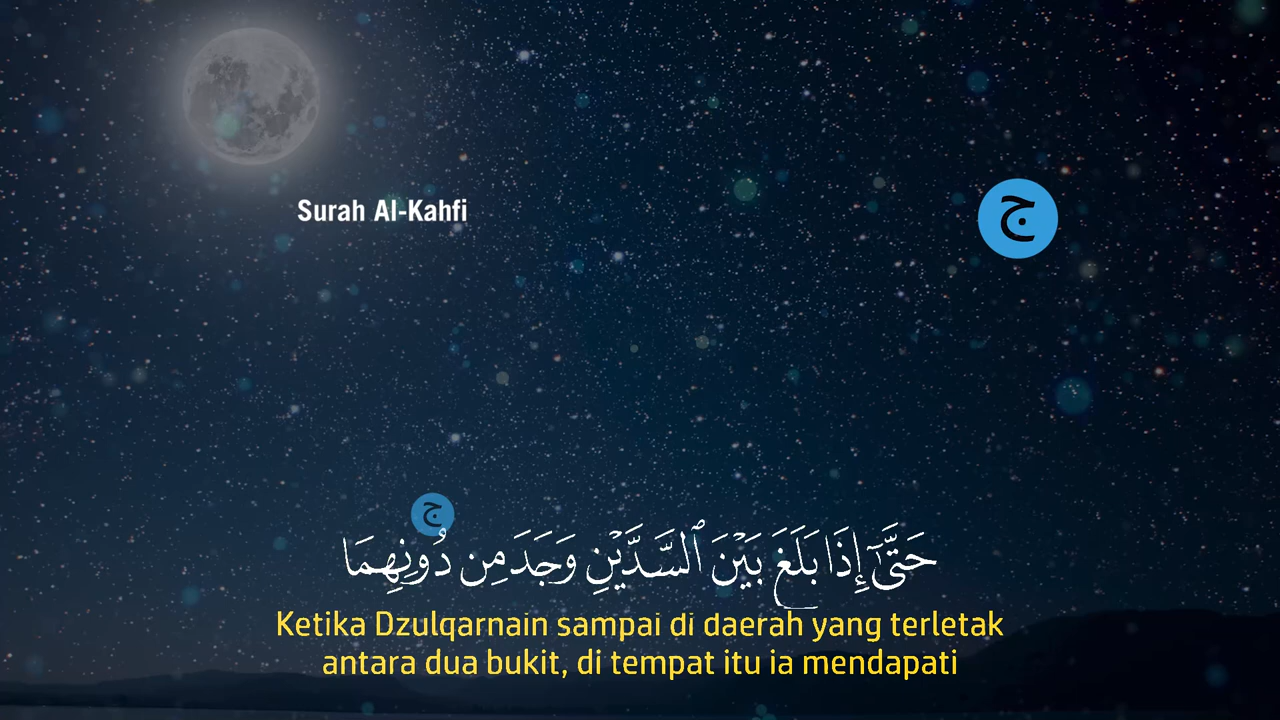 Surah Al-Kahfi
ج
ج
حَتَّىٰٓ إِذَا بَلَغَ بَيْنَ ٱلسَّدَّيْنِ وَجَدَ مِن دُونِهِمَا
Ketika Dzulqarnain sampai di daerah yang terletak
antara dua bukit, di tempat itu ia mendapati